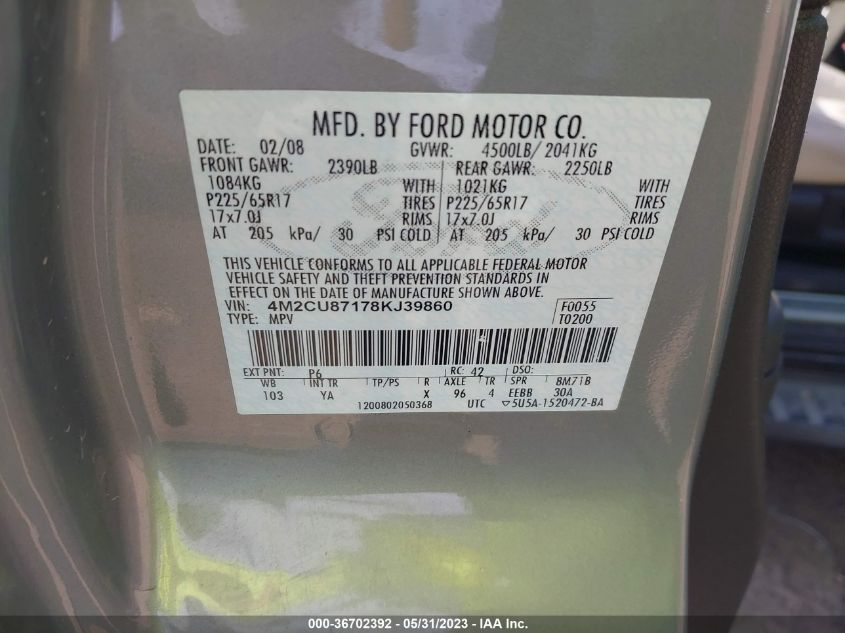 MFD. BY FORD MOTOR CO.
DATE: 02/08 GVWR: 4500LB/ 2041KG
FRONT GAWR: 2390LB REAR GAWR: 2250LB
1084KG WITH 1021KG WITH
P225/65R17 TIRES P225/65R17 TIRES
17x7.0J RIMS 17x7.0J RIMS
AT 205 kPa/ 30 PSI COLD AT 205 kPa/ 30 PSI COLD
THIS VEHICLE CONFORMS TO ALL APPLICABLE FEDERAL MOTOR
VEHICLE SAFETY AND THEFT PREVENTION STANDARDS IN
EFFECT ON THE DATE OF MANUFACTURE SHOWN ABOVE.
VIN: 4M2CU87178KJ39860 F0055
TYPE: MPV T0200
EXT PNT: P6 RC: 42 DSO:
WB INT TR TP/PS R AXLE TR SPR 8M71B
103 YA X 96 4 EEBB 30A
1200802050368 UTC ▽5U5A-1520472-BA
000-36702392 - 05/31/2023 - IAA Inc.